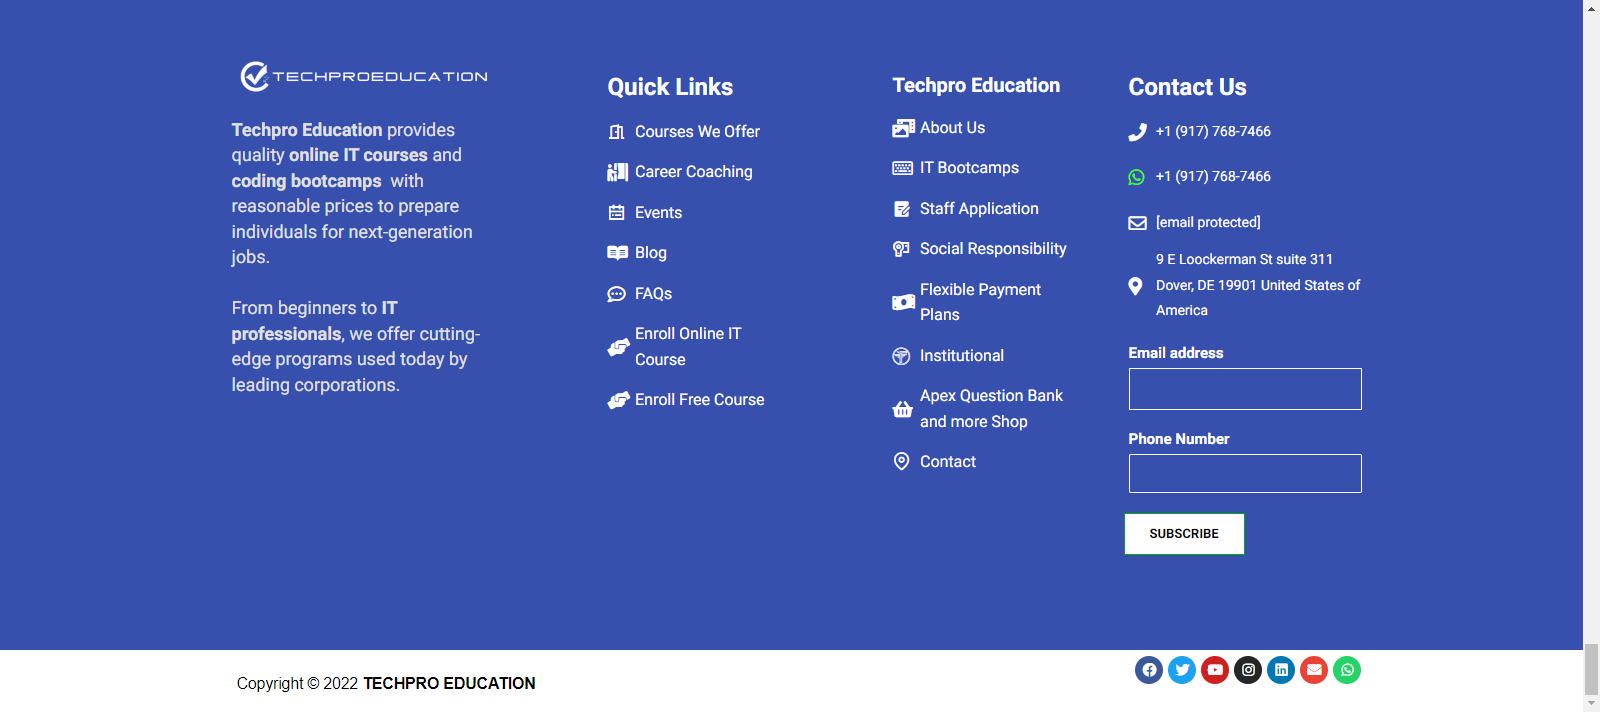 TECHPROEDUCATION
Techpro Education provides
quality online IT courses and
coding bootcamps with
reasonable prices to prepare
individuals for next-generation
jobs.
From beginners to IT
professionals, we offer cutting-
edge programs used today by
leading corporations.
Quick Links
Courses We Offer
Career Coaching
Events
Blog
FAQs
Enroll Online IT
Course
Enroll Free Course
Techpro Education
About Us
IT Bootcamps
Staff Application
Social Responsibility
Flexible Payment
Plans
Institutional
Apex Question Bank
and more Shop
Contact
Contact Us
+1 (917) 768-7466
+1 (917) 768-7466
[email protected]
9 E Loockerman St suite 311
Dover, DE 19901 United States of
America
Email address
Phone Number
SUBSCRIBE
Copyright © 2022 TECHPRO EDUCATION